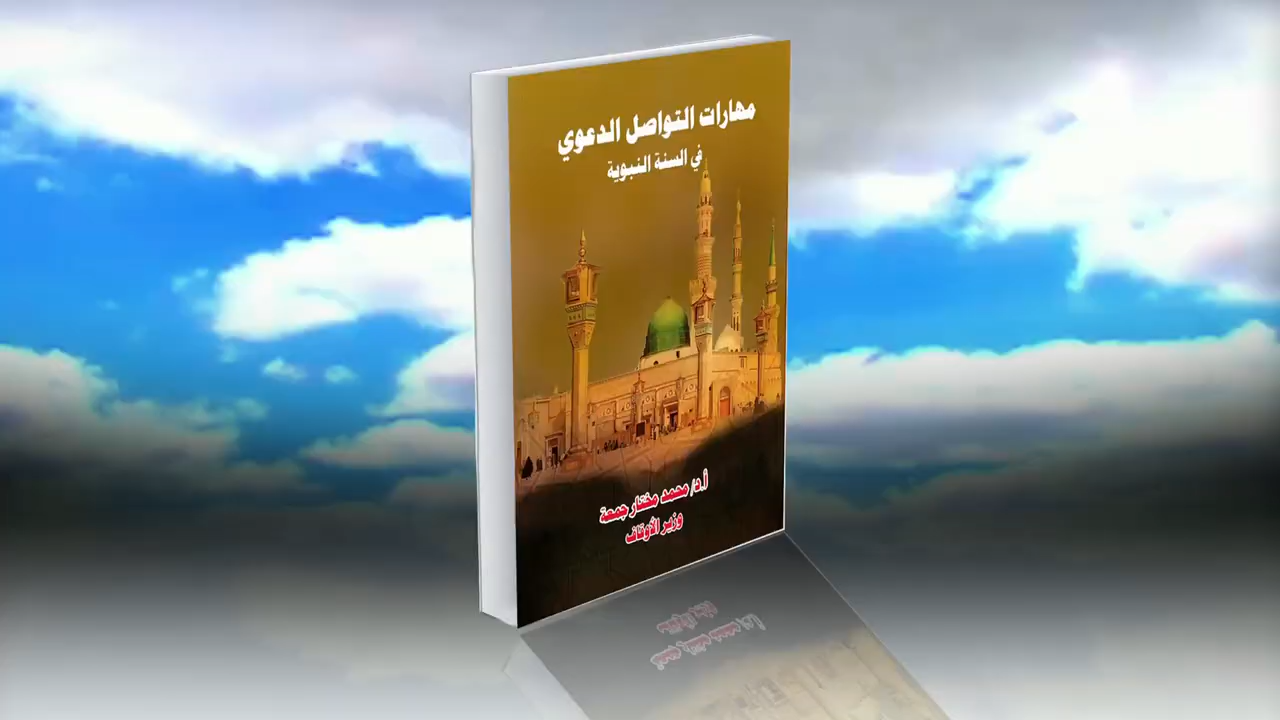 مهارات التواصل الدعوي
في السنة النبوية
أ.د/ محمد مختار جمعة
وزير الأوقاف